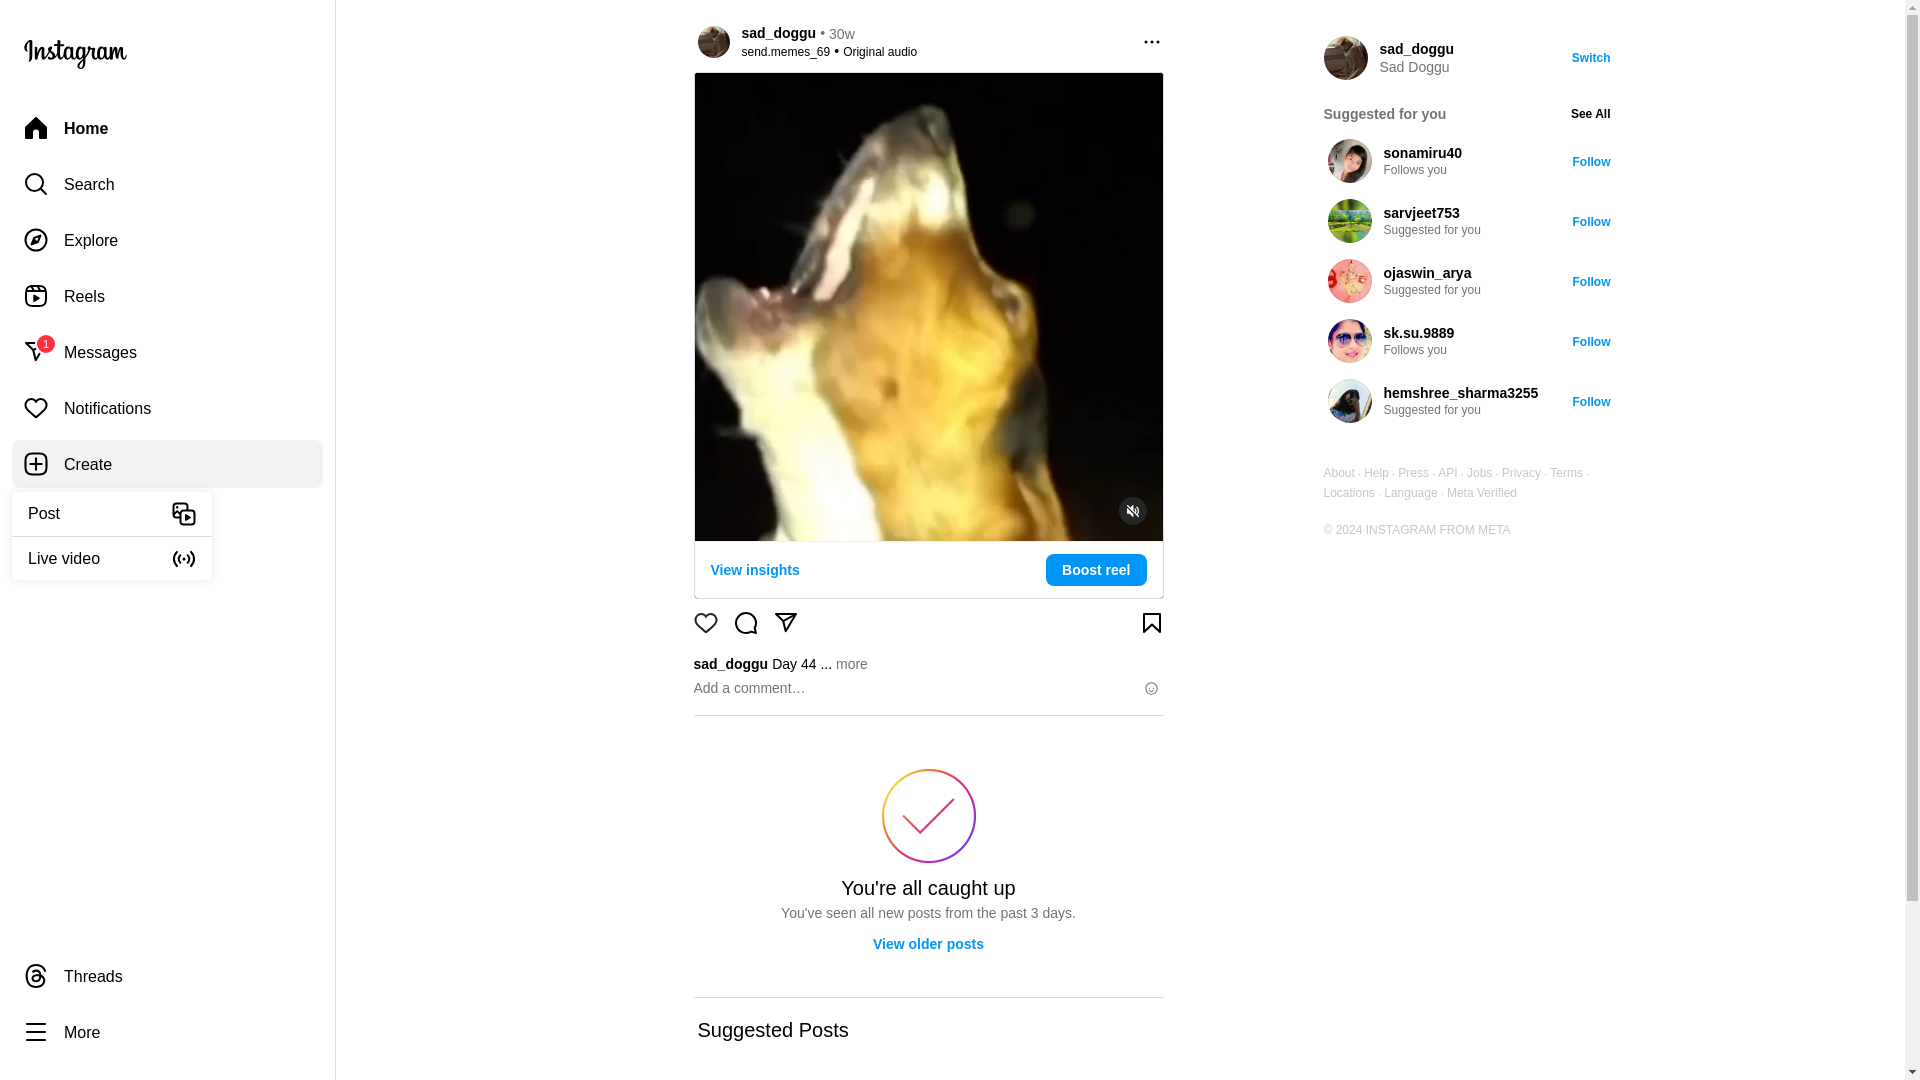 Instagram
Home
Search
Explore
Reels
1
Messages
Notifications
Create
Post
Live video
Threads
More
sad_doggu • 30w
send.memes_69 • Original audio
View insights
Boost reel
sad_doggu Day 44 ... more
Add a comment…
You're all caught up
You've seen all new posts from the past 3 days.
View older posts
Suggested Posts
sad_doggu
Sad Doggu
Switch
Suggested for you
See All
sonamiru40
Follows you
Follow
sarvjeet753
Suggested for you
Follow
ojaswin_arya
Suggested for you
Follow
sk.su.9889
Follows you
Follow
hemshree_sharma3255
Suggested for you
Follow
About · Help · Press · API · Jobs · Privacy · Terms ·
Locations · Language · Meta Verified
© 2024 INSTAGRAM FROM META